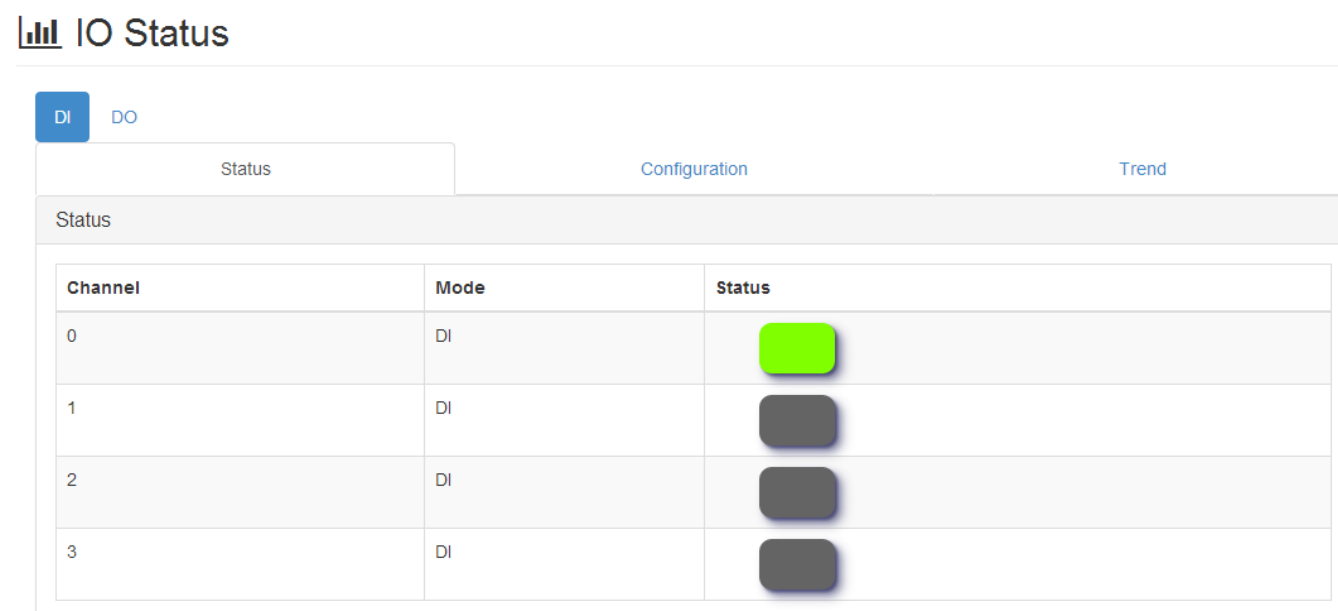 IO Status
DI DO
Status Configuration Trend
Status
Channel Mode Status
0 DI
1 DI
2 DI
3 DI